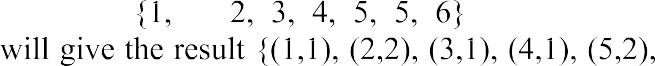 {1, 2, 3, 4, 5, 5, 6}
will give the result {(1,1), (2,2), (3,1), (4,1), (5,2),